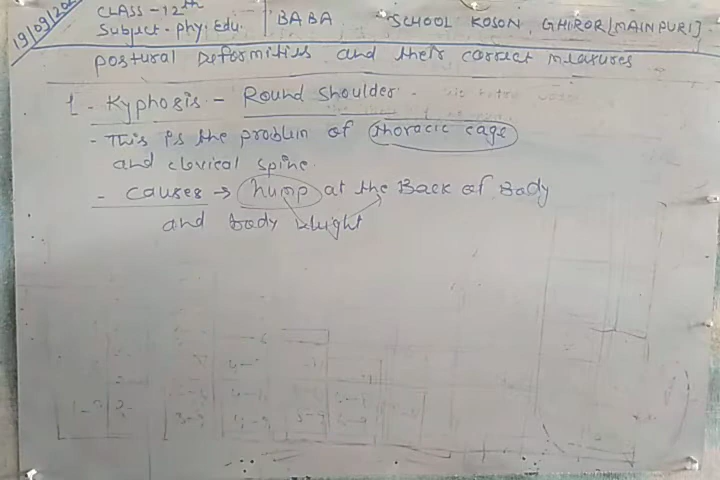 19/09/20
CLASS - 12th BABA SCHOOL KOSON, GHIROR [MAINPURI]
Subject - Phy. Edu.
Postural Deformities and their correct measures
1 - Kyphosis - Round Shoulder -
- This is the problem of thoracic cage
and clavical spine.
- Causes → hump at the Back of Body
and body weight